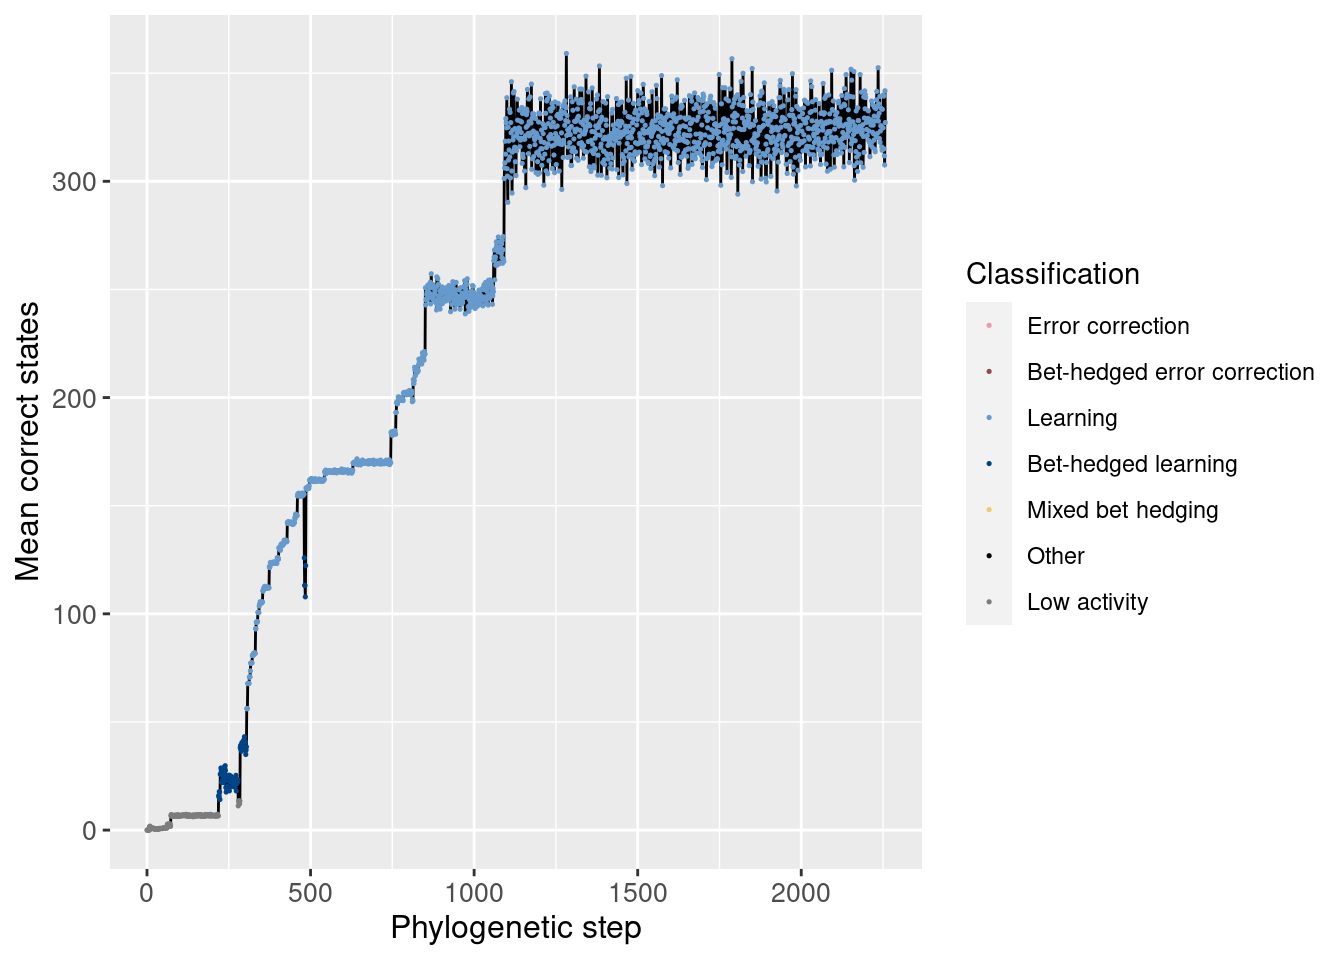 300
200
100
0
0
500
1000
1500
2000
Phylogenetic step
Mean correct states
Classification
Error correction
Bet-hedged error correction
Learning
Bet-hedged learning
Mixed bet hedging
Other
Low activity